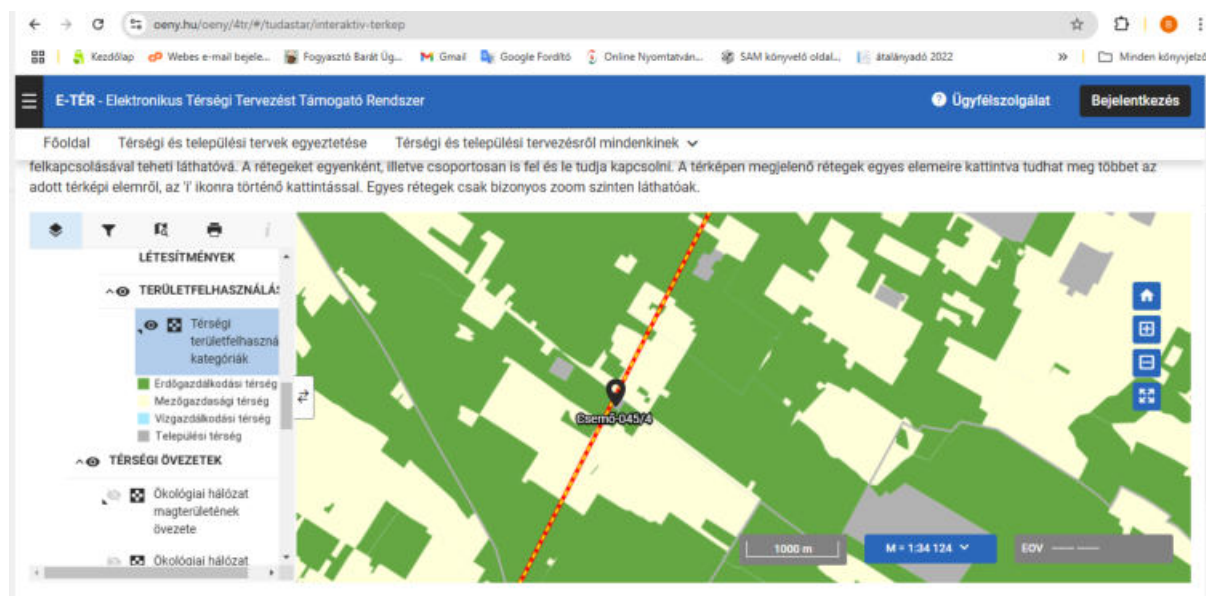 oeny.hu/oeny/4tr/#/tudastar/interaktiv-terkep
Kezdőlap Webes e-mail bejele... Fogyasztó Barát Üg... Gmail Google Fordító Online Nyomtatván... SAM könyvelő oldal... átalányadó 2022 » Minden könyvjelző
E-TÉR - Elektronikus Térségi Tervezést Támogató Rendszer Ügyfélszolgálat Bejelentkezés
Főoldal Térségi és települési tervek egyeztetése Térségi és települési tervezésről mindenkinek
felkapcsolásával teheti láthatóvá. A rétegeket egyenként, illetve csoportosan is fel és le tudja kapcsolni. A térképen megjelenő rétegek egyes elemeire kattintva tudhat meg többet az
adott térképi elemről, az 'i' ikonra történő kattintással. Egyes rétegek csak bizonyos zoom szinten láthatóak.
LÉTESÍTMÉNYEK
TERÜLETFELHASZNÁLÁS
Térségi
területfelhaszná
kategóriák
Erdőgazdálkodási térség
Mezőgazdasági térség
Vízgazdálkodási térség
Települési térség
TÉRSÉGI ÖVEZETEK
Ökológiai hálózat
magterületének
övezete
Ökológiai hálózat
Csemő-045/4
1000 m
M = 1:34 124
EOV